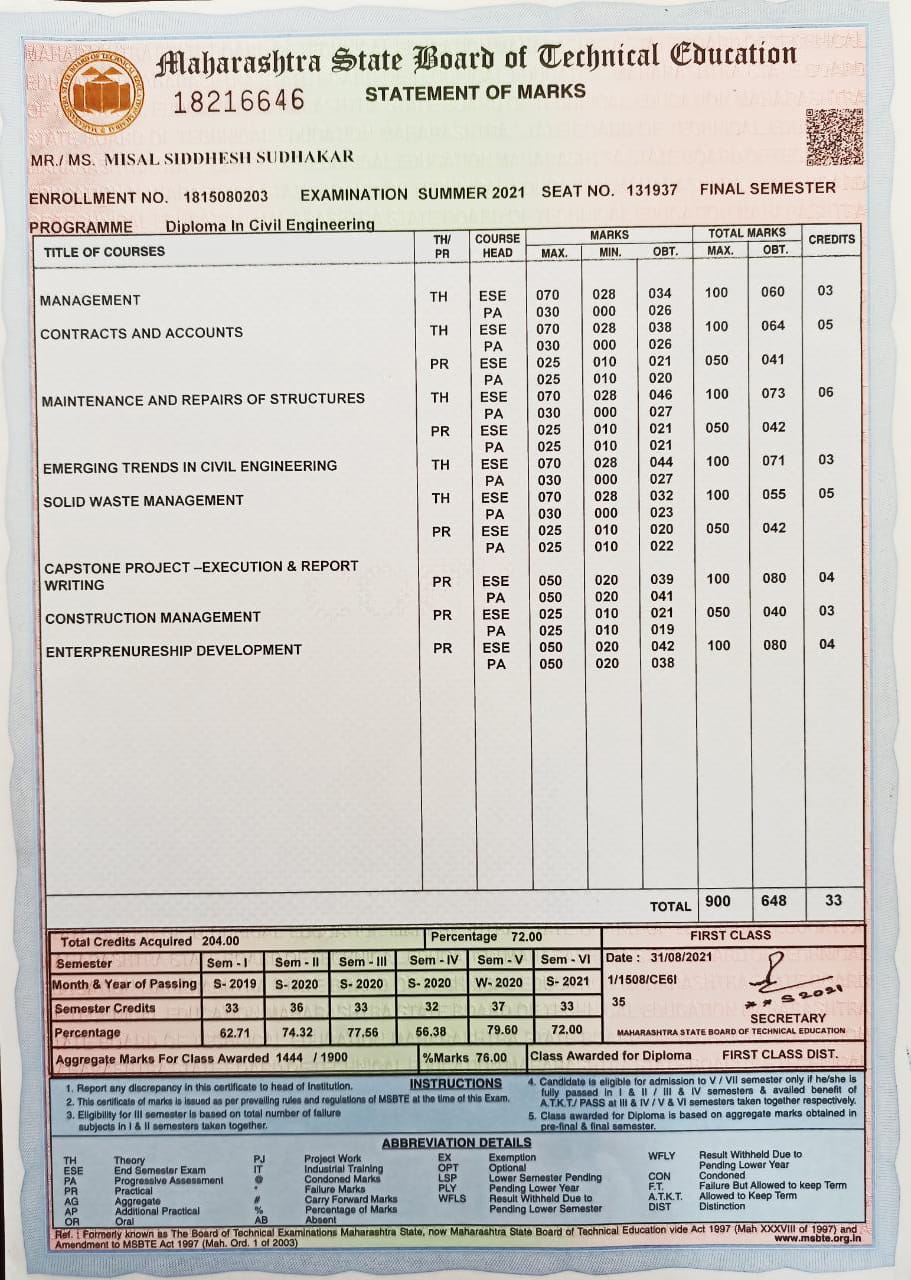 Maharashtra State Board of Technical Education
18216646 STATEMENT OF MARKS
MR./ MS. MISAL SIDDHESH SUDHAKAR
ENROLLMENT NO. 1815080203 EXAMINATION SUMMER 2021 SEAT NO. 131937 FINAL SEMESTER
PROGRAMME Diploma In Civil Engineering
TITLE OF COURSES TH/ PR COURSE HEAD MARKS MAX. MIN. OBT. TOTAL MARKS MAX. OBT. CREDITS
MANAGEMENT TH ESE 070 028 034 100 060 03
PA 030 000 026
CONTRACTS AND ACCOUNTS TH ESE 070 028 038 100 064 05
PA 030 000 026
PR ESE 025 010 021 050 041
PA 025 010 020
MAINTENANCE AND REPAIRS OF STRUCTURES TH ESE 070 028 046 100 073 06
PA 030 000 027
PR ESE 025 010 021 050 042
PA 025 010 021
EMERGING TRENDS IN CIVIL ENGINEERING TH ESE 070 028 044 100 071 03
PA 030 000 027
SOLID WASTE MANAGEMENT TH ESE 070 028 032 100 055 05
PA 030 000 023
PR ESE 025 010 020 050 042
PA 025 010 022
CAPSTONE PROJECT –EXECUTION & REPORT
WRITING PR ESE 050 020 039 100 080 04
PA 050 020 041
CONSTRUCTION MANAGEMENT PR ESE 025 010 021 050 040 03
PA 025 010 019
ENTERPRENURESHIP DEVELOPMENT PR ESE 050 020 042 100 080 04
PA 050 020 038
TOTAL 900 648 33
Total Credits Acquired 204.00 Percentage 72.00 FIRST CLASS
Semester Sem - I Sem - II Sem - III Sem - IV Sem - V Sem - VI
Month & Year of Passing S- 2019 S- 2020 S- 2020 S- 2020 W- 2020 S- 2021
Semester Credits 33 36 33 32 37 33
Percentage 62.71 74.32 77.56 66.38 79.60 72.00
Date : 31/08/2021
1/1508/CE6I
35
* * S 2021
SECRETARY
MAHARASHTRA STATE BOARD OF TECHNICAL EDUCATION
Aggregate Marks For Class Awarded 1444 / 1900 %Marks 76.00 Class Awarded for Diploma FIRST CLASS DIST.
INSTRUCTIONS
1. Report any discrepancy in this certificate to head of Institution.
2. This certificate of marks is issued as per prevailing rules and regulations of MSBTE at the time of this Exam.
3. Eligibility for III semester is based on total number of failure
subjects in I & II semesters taken together.
4. Candidate is eligible for admission to V / VII semester only if he/she is
fully passed in I & II / III & IV semesters & availed benefit of
A.T.K.T./ PASS at III & IV / V & VI semesters taken together respectively.
5. Class awarded for Diploma is based on aggregate marks obtained in
pre-final & final semester.
ABBREVIATION DETAILS
TH Theory
ESE End Semester Exam
PA Progressive Assessment
PR Practical
AG Aggregate
AP Additional Practical
OR Oral
PJ Project Work
IT Industrial Training
@ Condoned Marks
* Failure Marks
# Carry Forward Marks
% Percentage of Marks
AB Absent
EX Exemption
OPT Optional
LSP Lower Semester Pending
PLY Pending Lower Year
WFLS Result Withheld Due to
Pending Lower Semester
WFLY Result Withheld Due to
Pending Lower Year
CON Condoned
F.T. Failure But Allowed to keep Term
A.T.K.T. Allowed to Keep Term
DIST Distinction
Ref. : Formerly known as The Board of Technical Examinations Maharashtra State, now Maharashtra State Board of Technical Education vide Act 1997 (Mah XXXVIII of 1997) and
Amendment to MSBTE Act 1997 (Mah. Ord. 1 of 2003) www.msbte.org.in